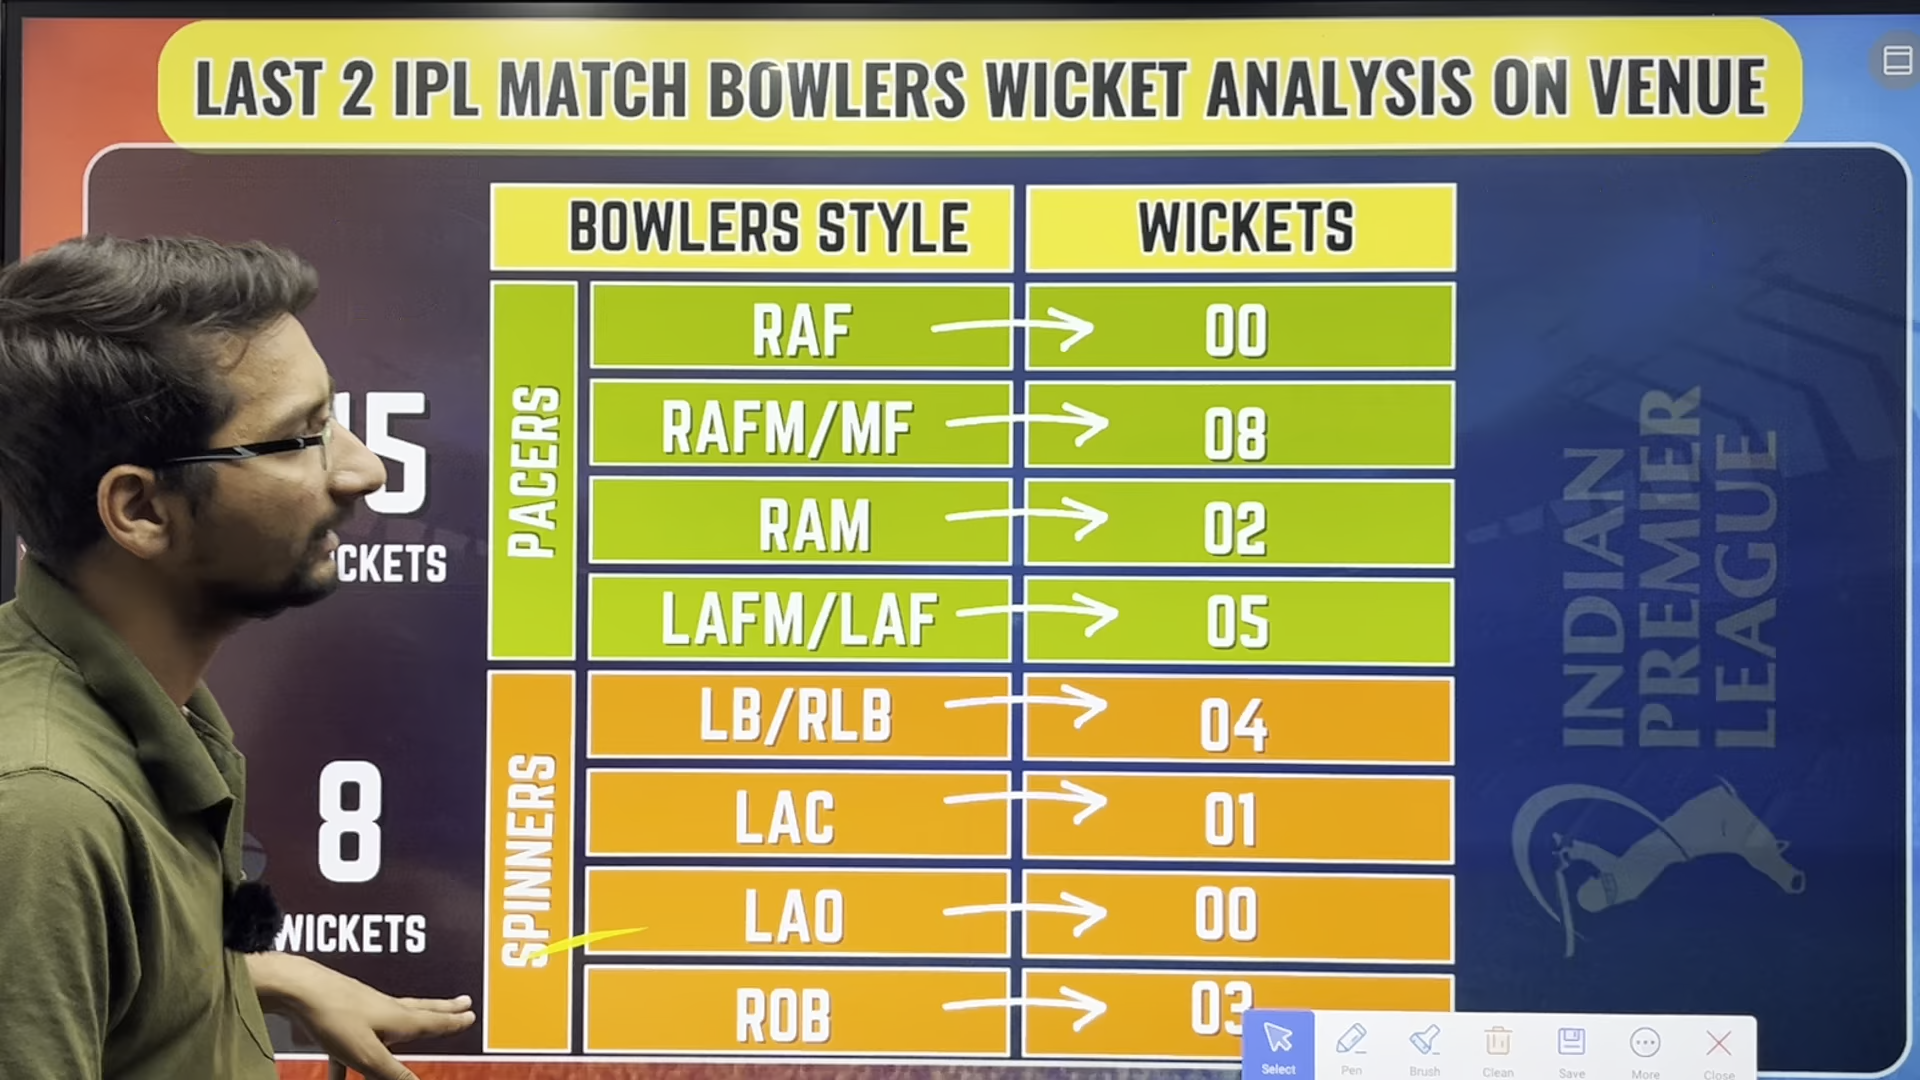 LAST 2 IPL MATCH BOWLERS WICKET ANALYSIS ON VENUE
BOWLERS STYLE WICKETS
PACERS
RAF 00
RAFM/MF 08
RAM 02
LAFM/LAF 05
SPINNERS
LB/RLB 04
LAC 01
LAO 00
ROB 03
8
WICKETS
INDIAN
PREMIER
LEAGUE
Select Pen Brush Clean Save More Close